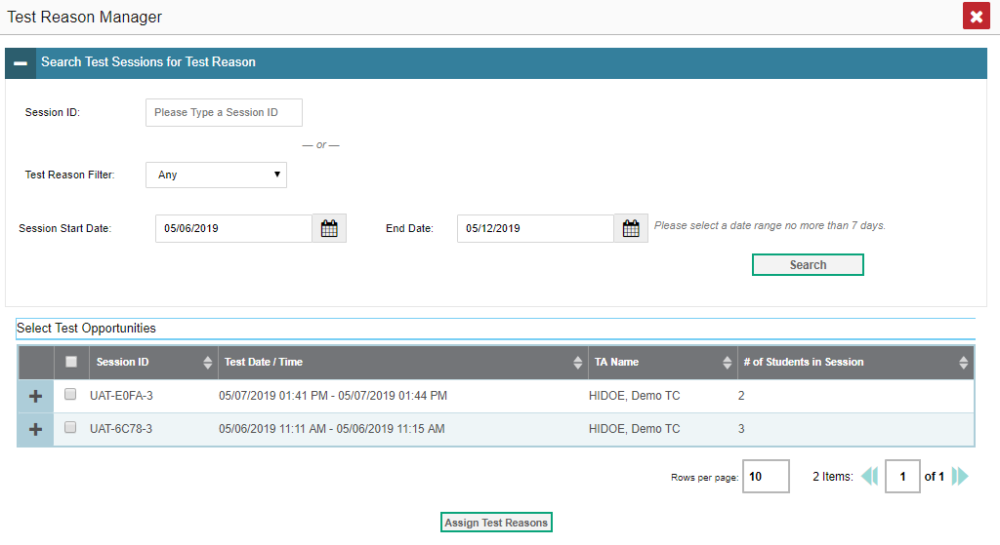 Test Reason Manager
Search Test Sessions for Test Reason
Session ID: Please Type a Session ID
— or —
Test Reason Filter: Any
Session Start Date: 05/06/2019 End Date: 05/12/2019 Please select a date range no more than 7 days.
Search
Select Test Opportunities
Session ID Test Date / Time TA Name # of Students in Session
UAT-E0FA-3 05/07/2019 01:41 PM - 05/07/2019 01:44 PM HIDOE, Demo TC 2
UAT-6C78-3 05/06/2019 11:11 AM - 05/06/2019 11:15 AM HIDOE, Demo TC 3
Rows per page: 10 2 Items: 1 of 1
Assign Test Reasons